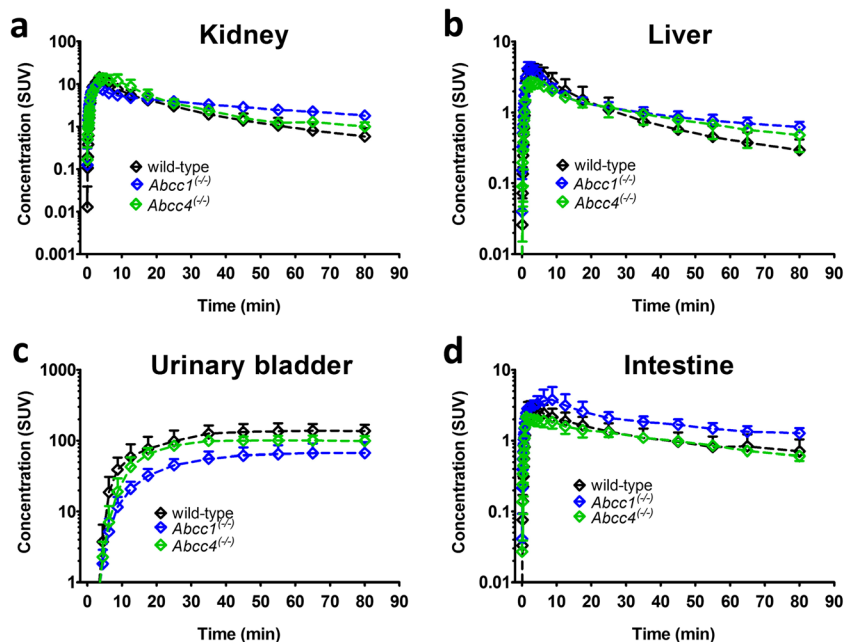 a
Kidney
Concentration (SUV)
100
10
1
0.1
0.01
0.001
wild-type
Abcc1(-/-)
Abcc4(-/-)
0 10 20 30 40 50 60 70 80 90
Time (min)
b
Liver
Concentration (SUV)
10
1
0.1
0.01
wild-type
Abcc1(-/-)
Abcc4(-/-)
0 10 20 30 40 50 60 70 80 90
Time (min)
c
Urinary bladder
Concentration (SUV)
1000
100
10
1
wild-type
Abcc1(-/-)
Abcc4(-/-)
0 10 20 30 40 50 60 70 80 90
Time (min)
d
Intestine
Concentration (SUV)
10
1
0.1
0.01
wild-type
Abcc1(-/-)
Abcc4(-/-)
0 10 20 30 40 50 60 70 80 90
Time (min)